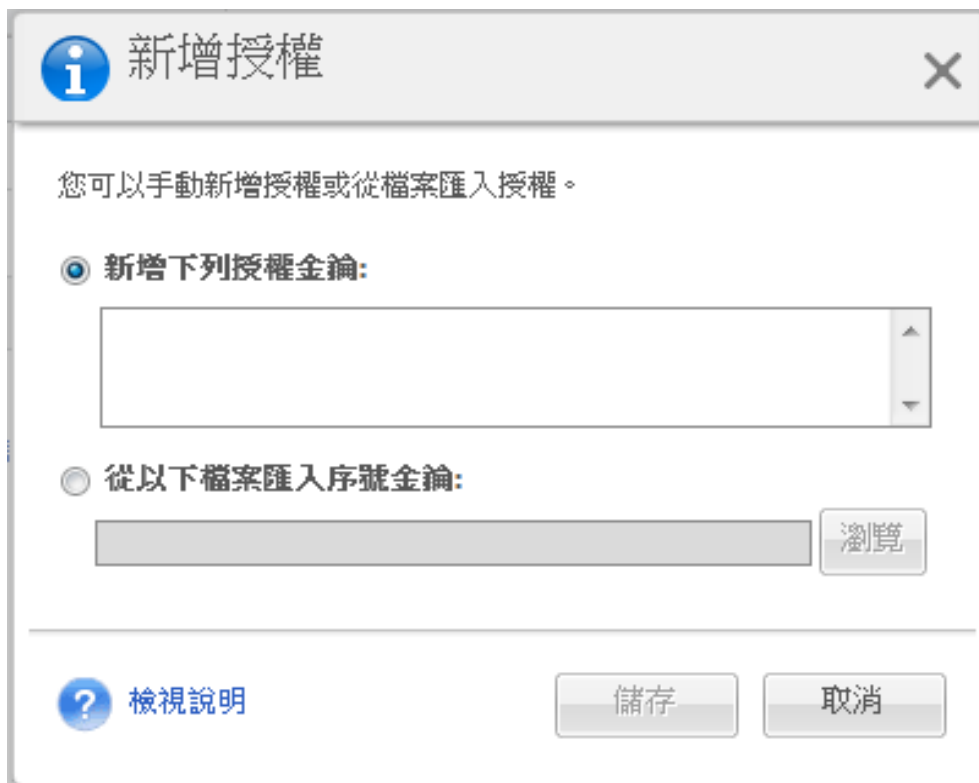 新增授權
您可以手動新增授權或從檔案匯入授權。
新增下列授權金鑰:
從以下檔案匯入序號金鑰:
瀏覽
檢視說明
儲存
取消